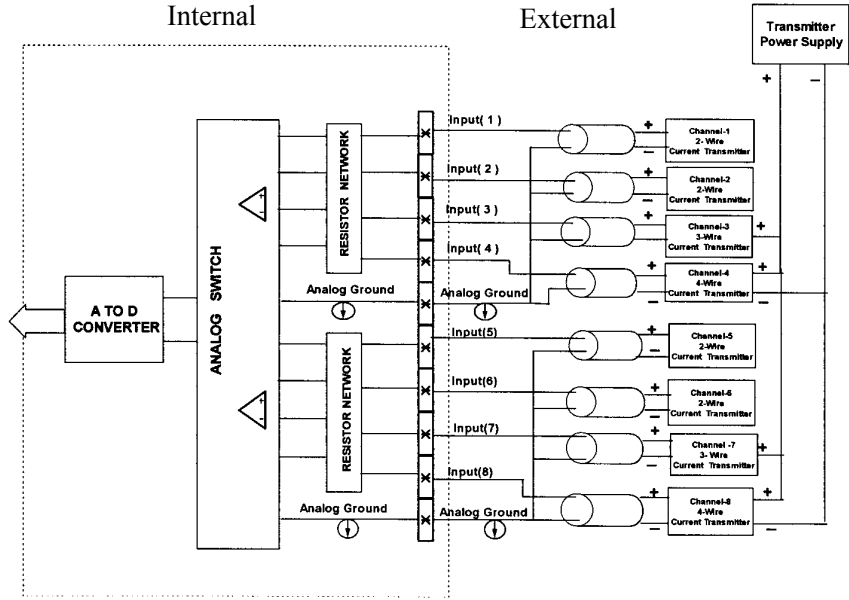 Internal
External
Transmitter
Power Supply
+
−
ANALOG SWITCH
RESISTOR NETWORK
Input( 1 )
+
−
Channel-1
2- Wire
Current Transmitter
Input( 2 )
+
−
Channel-2
2-Wire
Current Transmitter
Input( 3 )
+
−
Channel-3
3-Wire
Current Transmitter
+
Input( 4 )
+
−
Channel-4
4-Wire
Current Transmitter
+
−
Analog Ground
Analog Ground
A TO D
CONVERTER
RESISTOR NETWORK
Input(5)
+
−
Channel-5
2-Wire
Current Transmitter
Input(6)
+
−
Channel-6
2-Wire
Current Transmitter
Input(7)
+
−
Channel -7
3- Wire
Current Transmitter
+
Input(8)
+
−
Channel-8
4-Wire
Current Transmitter
+
−
Analog Ground
Analog Ground
+
−
+
−